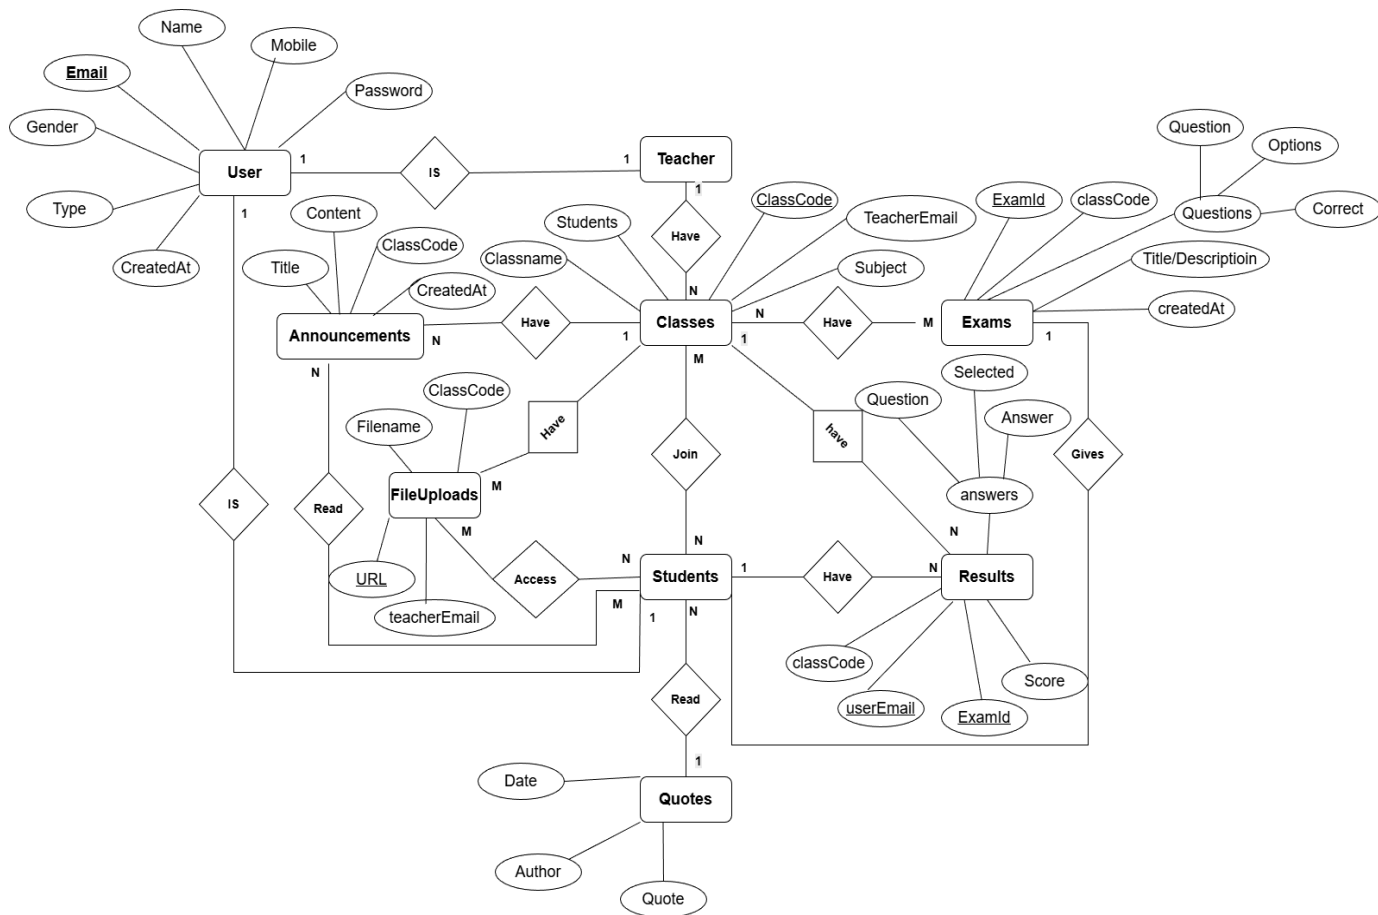 Name
Mobile
Email
Password
Gender
User
1
IS
1
Teacher
1
Type
CreatedAt
1
Content
Title
ClassCode
CreatedAt
Announcements
N
N
Have
Students
Classname
Have
N
ClassCode
TeacherEmail
Subject
Classes
1
M
1
N
Have
M
Exams
1
ExamId
classCode
Question
Options
Questions
Correct
Title/Descriptioin
createdAt
ClassCode
Filename
Have
FileUploads
M
M
URL
teacherEmail
IS
Read
Access
N
M
1
Join
N
Students
N
1
Have
N
have
N
Question
Selected
Answer
answers
Gives
Results
classCode
userEmail
ExamId
Score
Read
1
Quotes
Date
Author
Quote